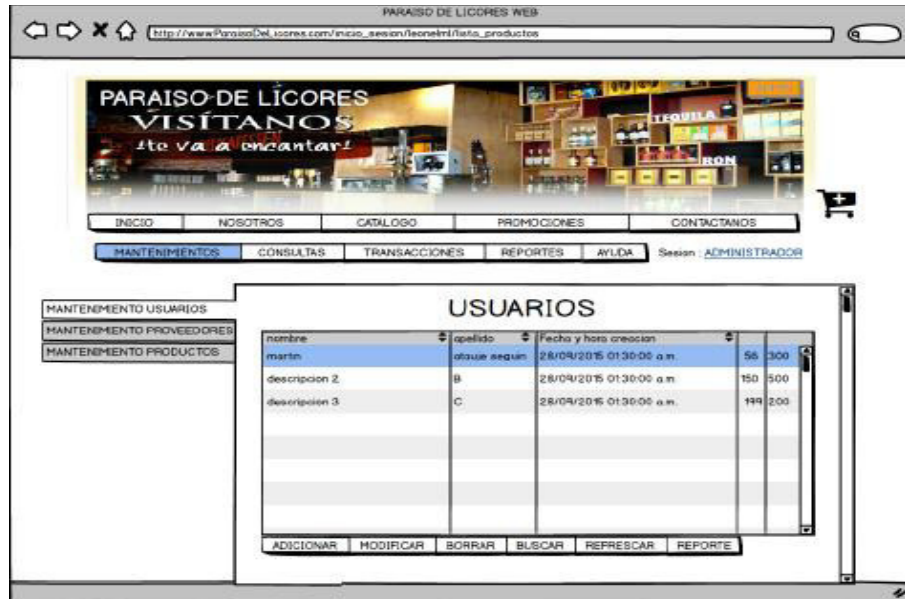 PARAISO DE LICORES WEB
http://www.ParaisoDeLicores.com/inicio_sesion/leonelml/lista_productos
PARAISO DE LICORES
VISÍTANOS
!te va a encantar!
TEQUILA
RON
INICIO NOSOTROS CATALOGO PROMOCIONES CONTACTANOS
MANTENIMIENTOS CONSULTAS TRANSACCIONES REPORTES AYUDA Sesion : ADMINISTRADOR
MANTENIMIENTO USUARIOS
MANTENIMIENTO PROVEEDORES
MANTENIMIENTO PRODUCTOS
USUARIOS
nombre apellido Fecha y hora creacion
martin atauje seguin 28/09/2015 01:30:00 a.m. 56 300
descripcion 2 B 28/09/2015 01:30:00 a.m. 150 500
descripcion 3 C 28/09/2015 01:30:00 a.m. 199 200
ADICIONAR MODIFICAR BORRAR BUSCAR REFRESCAR REPORTE